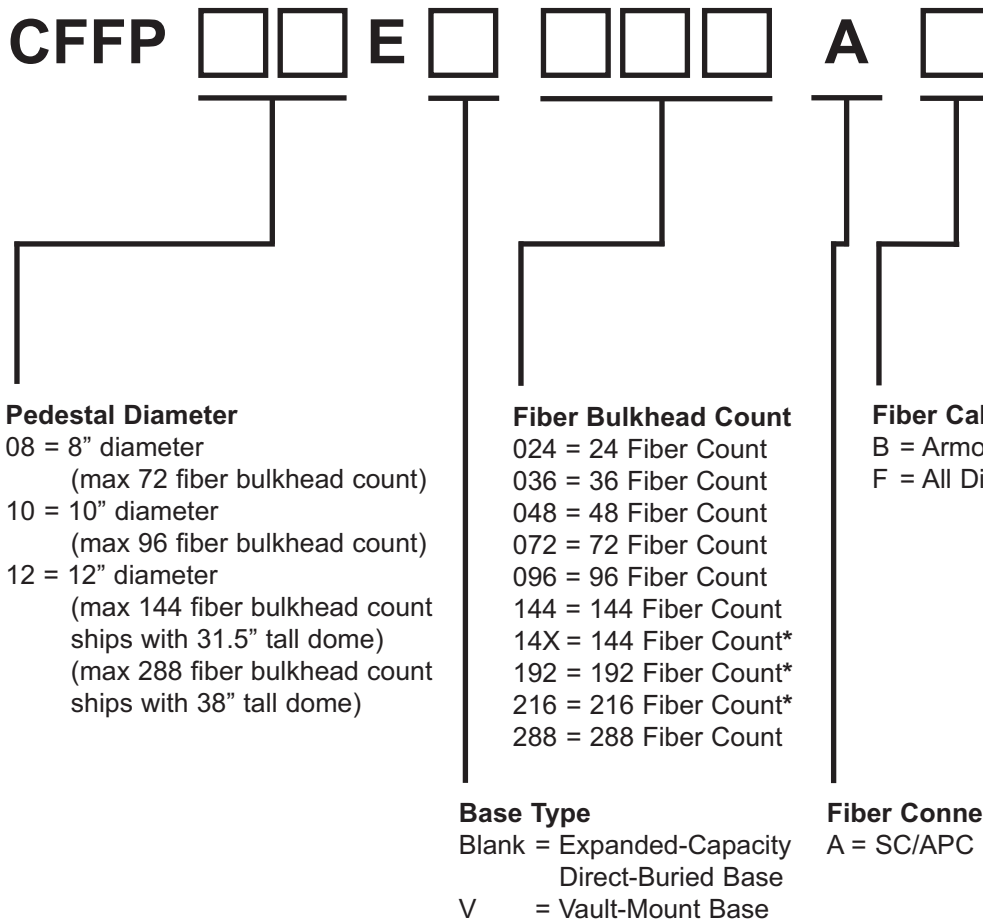 CFFP E A
Pedestal Diameter
08 = 8” diameter
(max 72 fiber bulkhead count)
10 = 10” diameter
(max 96 fiber bulkhead count)
12 = 12” diameter
(max 144 fiber bulkhead count
ships with 31.5” tall dome)
(max 288 fiber bulkhead count
ships with 38” tall dome)
Fiber Bulkhead Count
024 = 24 Fiber Count
036 = 36 Fiber Count
048 = 48 Fiber Count
072 = 72 Fiber Count
096 = 96 Fiber Count
144 = 144 Fiber Count
14X = 144 Fiber Count*
192 = 192 Fiber Count*
216 = 216 Fiber Count*
288 = 288 Fiber Count
Fiber
B =
F = All
Base Type
Blank = Expanded-Capacity
Direct-Buried Base
V = Vault-Mount Base
Fiber
A = SC/APC